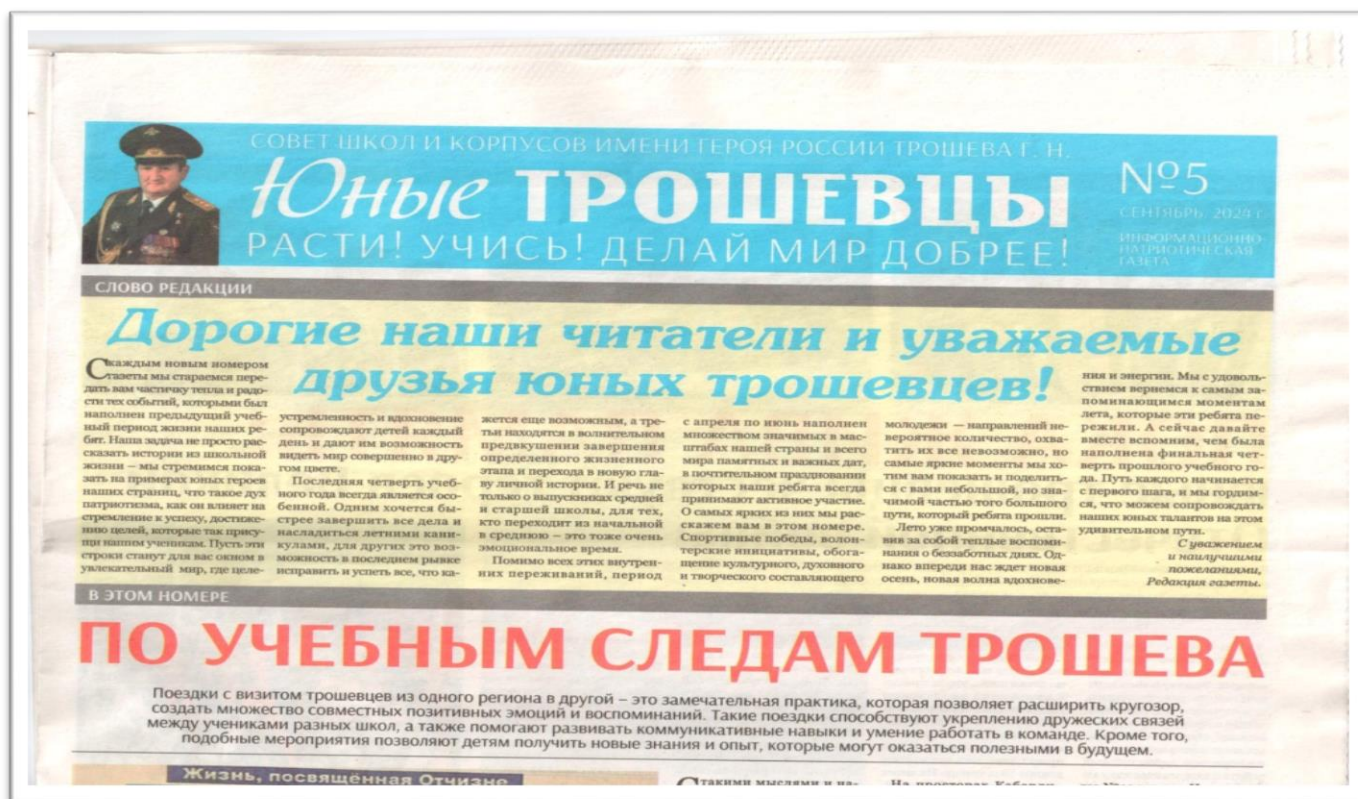 СОВЕТ ШКОЛ И КОРПУСОВ ИМЕНИ ГЕРОЯ РОССИИ ТРОШЕВА Г. Н.
Юные ТРОШЕВЦЫ
РАСТИ! УЧИСЬ! ДЕЛАЙ МИР ДОБРЕЕ!
№5
СЕНТЯБРЬ 2024 г.
ИНФОРМАЦИОННО-
ПАТРИОТИЧЕСКАЯ
ГАЗЕТА
СЛОВО РЕДАКЦИИ
Дорогие наши читатели и уважаемые
друзья юных трошевцев!
С каждым новым номером
газеты мы стараемся пере-
дать вам частичку тепла и радо-
сти тех событий, которыми был
наполнен предыдущий учеб-
ный период жизни наших ре-
бят. Наша задача не просто рас-
сказать истории из школьной
жизни – мы стремимся пока-
зать на примерах юных героев
наших страниц, что такое дух
патриотизма, как он влияет на
стремление к успеху, достиже-
нию целей, которые так прису-
щи нашим ученикам. Пусть эти
строки станут для вас окном в
увлекательный мир, где целе-
устремленность и вдохновение
сопровождают детей каждый
день и дают им возможность
видеть мир совершенно в дру-
гом цвете.
Последняя четверть учеб-
ного года всегда является осо-
бенной. Одним хочется бы-
стрее завершить все дела и
насладиться летними кани-
кулами, для других это воз-
можность в последнем рывке
исправить и успеть все, что ка-
жется еще возможным, а тре-
тьи находятся в волнительном
предвкушении завершения
определенного жизненного
этапа и перехода в новую гла-
ву личной истории. И речь не
только о выпускниках средней
и старшей школы, для тех,
кто переходит из начальной
в среднюю – это тоже очень
эмоциональное время.
Помимо всех этих внутрен-
них переживаний, период
с апреля по июнь наполнен
множеством значимых в мас-
штабах нашей страны и всего
мира памятных и важных дат,
в почтительном праздновании
которых наши ребята всегда
принимают активное участие.
О самых ярких из них мы рас-
скажем вам в этом номере.
Спортивные победы, волон-
терские инициативы, обога-
щение культурного, духовного
и творческого составляющего
молодежи — направлений не-
вероятное количество, охва-
тить их все невозможно, но
самые яркие моменты мы хо-
тим вам показать и поделить-
ся с вами небольшой, но зна-
чимой частью того большого
пути, который ребята прошли.
Лето уже промчалось, оста-
вив за собой теплые воспоми-
нания о беззаботных днях. Од-
нако впереди нас ждет новая
осень, новая волна вдохнове-
ния и энергии. Мы с удоволь-
ствием вернемся к самым за-
поминающимся моментам
лета, которые эти ребята пе-
режили. А сейчас давайте
вместе вспомним, чем была
наполнена финальная чет-
верть прошлого учебного го-
да. Путь каждого начинается
с первого шага, и мы гордим-
ся, что можем сопровождать
наших юных талантов на этом
удивительном пути.
С уважением
и наилучшими
пожеланиями,
Редакция газеты.
В ЭТОМ НОМЕРЕ
ПО УЧЕБНЫМ СЛЕДАМ ТРОШЕВА
Поездки с визитом трошевцев из одного региона в другой – это замечательная практика, которая позволяет расширить кругозор,
создать множество совместных позитивных эмоций и воспоминаний. Такие поездки способствуют укреплению дружеских связей
между учениками разных школ, а также помогают развивать коммуникативные навыки и умение работать в команде. Кроме того,
подобные мероприятия позволяют детям получить новые знания и опыт, которые могут оказаться полезными в будущем.
Жизнь, посвящённая Отчизне
С такими мыслями и на-
На просторах